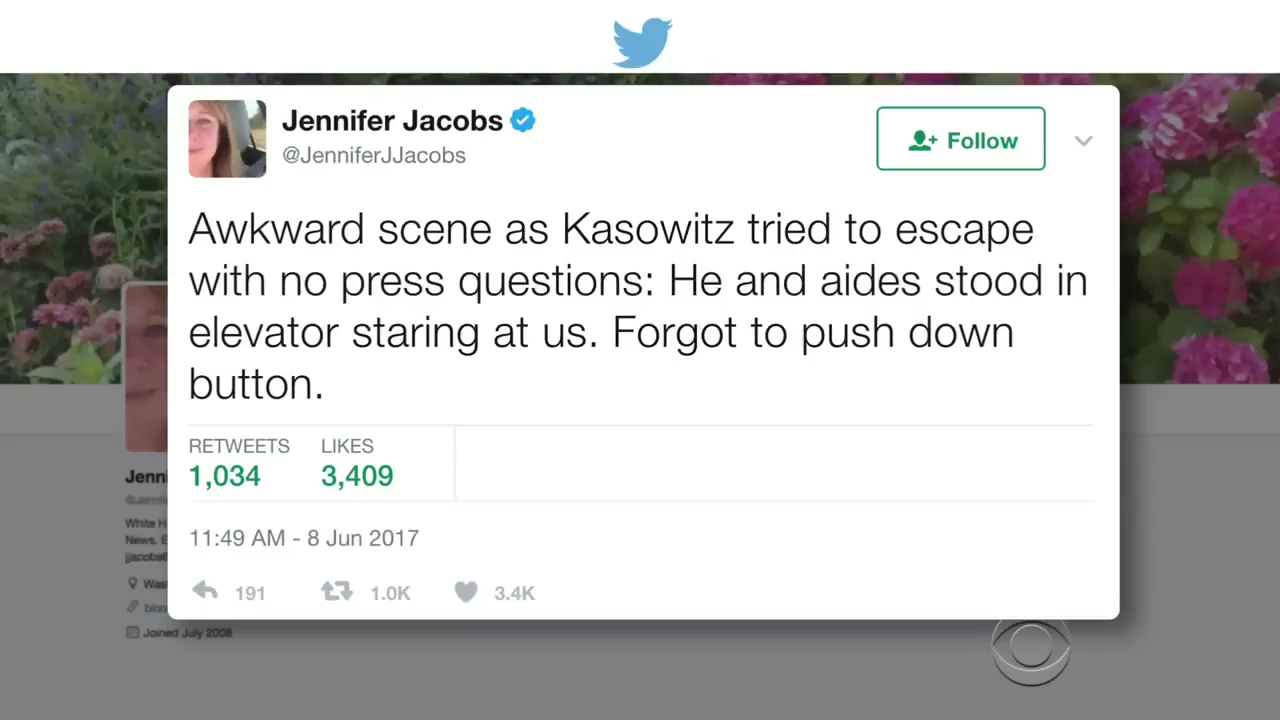 Jennifer Jacobs
@JenniferJJacobs
Follow
Awkward scene as Kasowitz tried to escape
with no press questions: He and aides stood in
elevator staring at us. Forgot to push down
button.
RETWEETS LIKES
1,034 3,409
11:49 AM - 8 Jun 2017
191 1.0K 3.4K
Jenni
White H
News. E
Joined July 2008